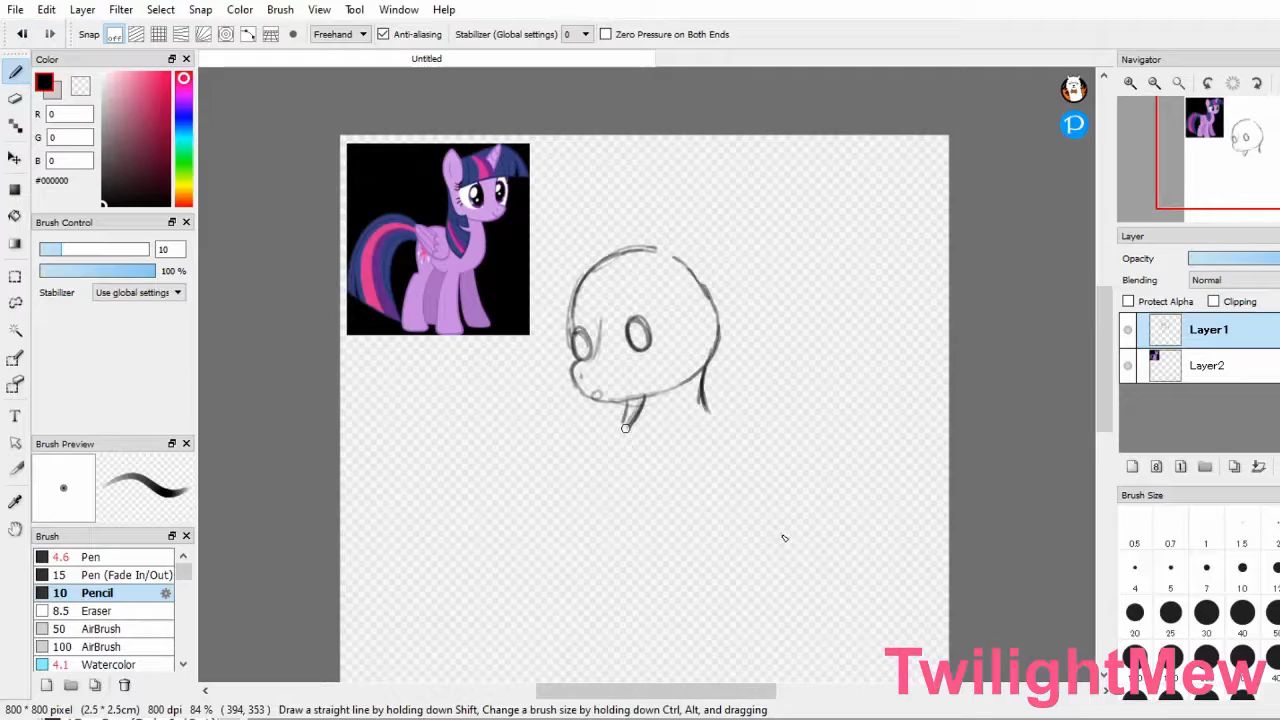 File Edit Layer Filter Select Snap Color Brush View Tool Window Help
Snap off Freehand Anti-aliasing Stabilizer (Global settings) 0 Zero Pressure on Both Ends
Untitled
Color
R 0
G 0
B 0
#000000
Brush Control
10
100 %
Stabilizer Use global settings
Brush Preview
Brush
4.6 Pen
15 Pen (Fade In/Out)
10 Pencil
8.5 Eraser
50 AirBrush
100 AirBrush
4.1 Watercolor
Navigator
Layer
Opacity
Blending Normal
Protect Alpha Clipping
Layer1
Layer2
Brush Size
0.5 0.7 1 1.5 2
4 5 7 10
20 25 30 40
TwilightMew
800 * 800 pixel (2.5 * 2.5cm) 800 dpi 84 % ( 394, 353 ) Draw a straight line by holding down Shift, Change a brush size by holding down Ctrl, Alt, and dragging